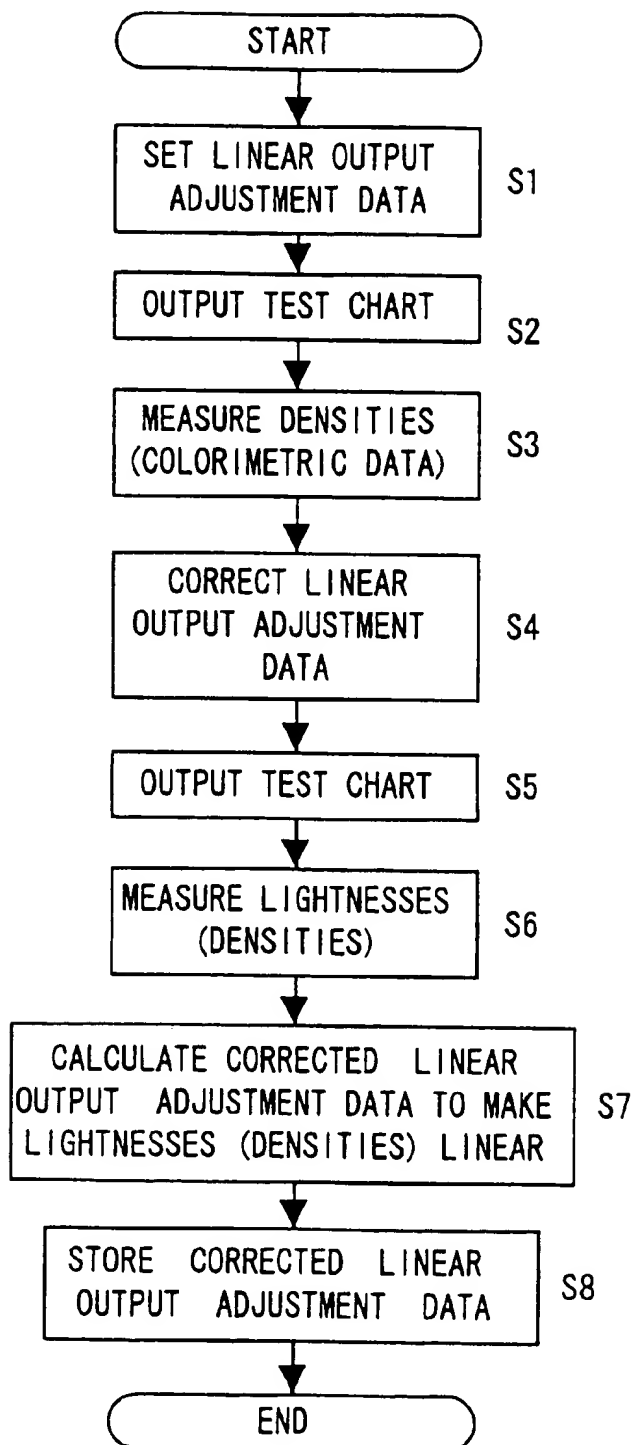 START
SET LINEAR OUTPUT
ADJUSTMENT DATA
S1
OUTPUT TEST CHART
S2
MEASURE DENSITIES
(COLORIMETRIC DATA)
S3
CORRECT LINEAR
OUTPUT ADJUSTMENT
DATA
S4
OUTPUT TEST CHART
S5
MEASURE LIGHTNESSES
(DENSITIES)
S6
CALCULATE CORRECTED LINEAR
OUTPUT ADJUSTMENT DATA TO MAKE
LIGHTNESSES (DENSITIES) LINEAR
S7
STORE CORRECTED LINEAR
OUTPUT ADJUSTMENT DATA
S8
END